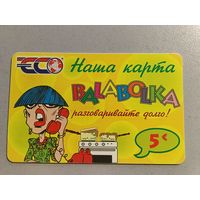 ECO Наша карта
BALABOLKA
разговаривайте долго!
5¢